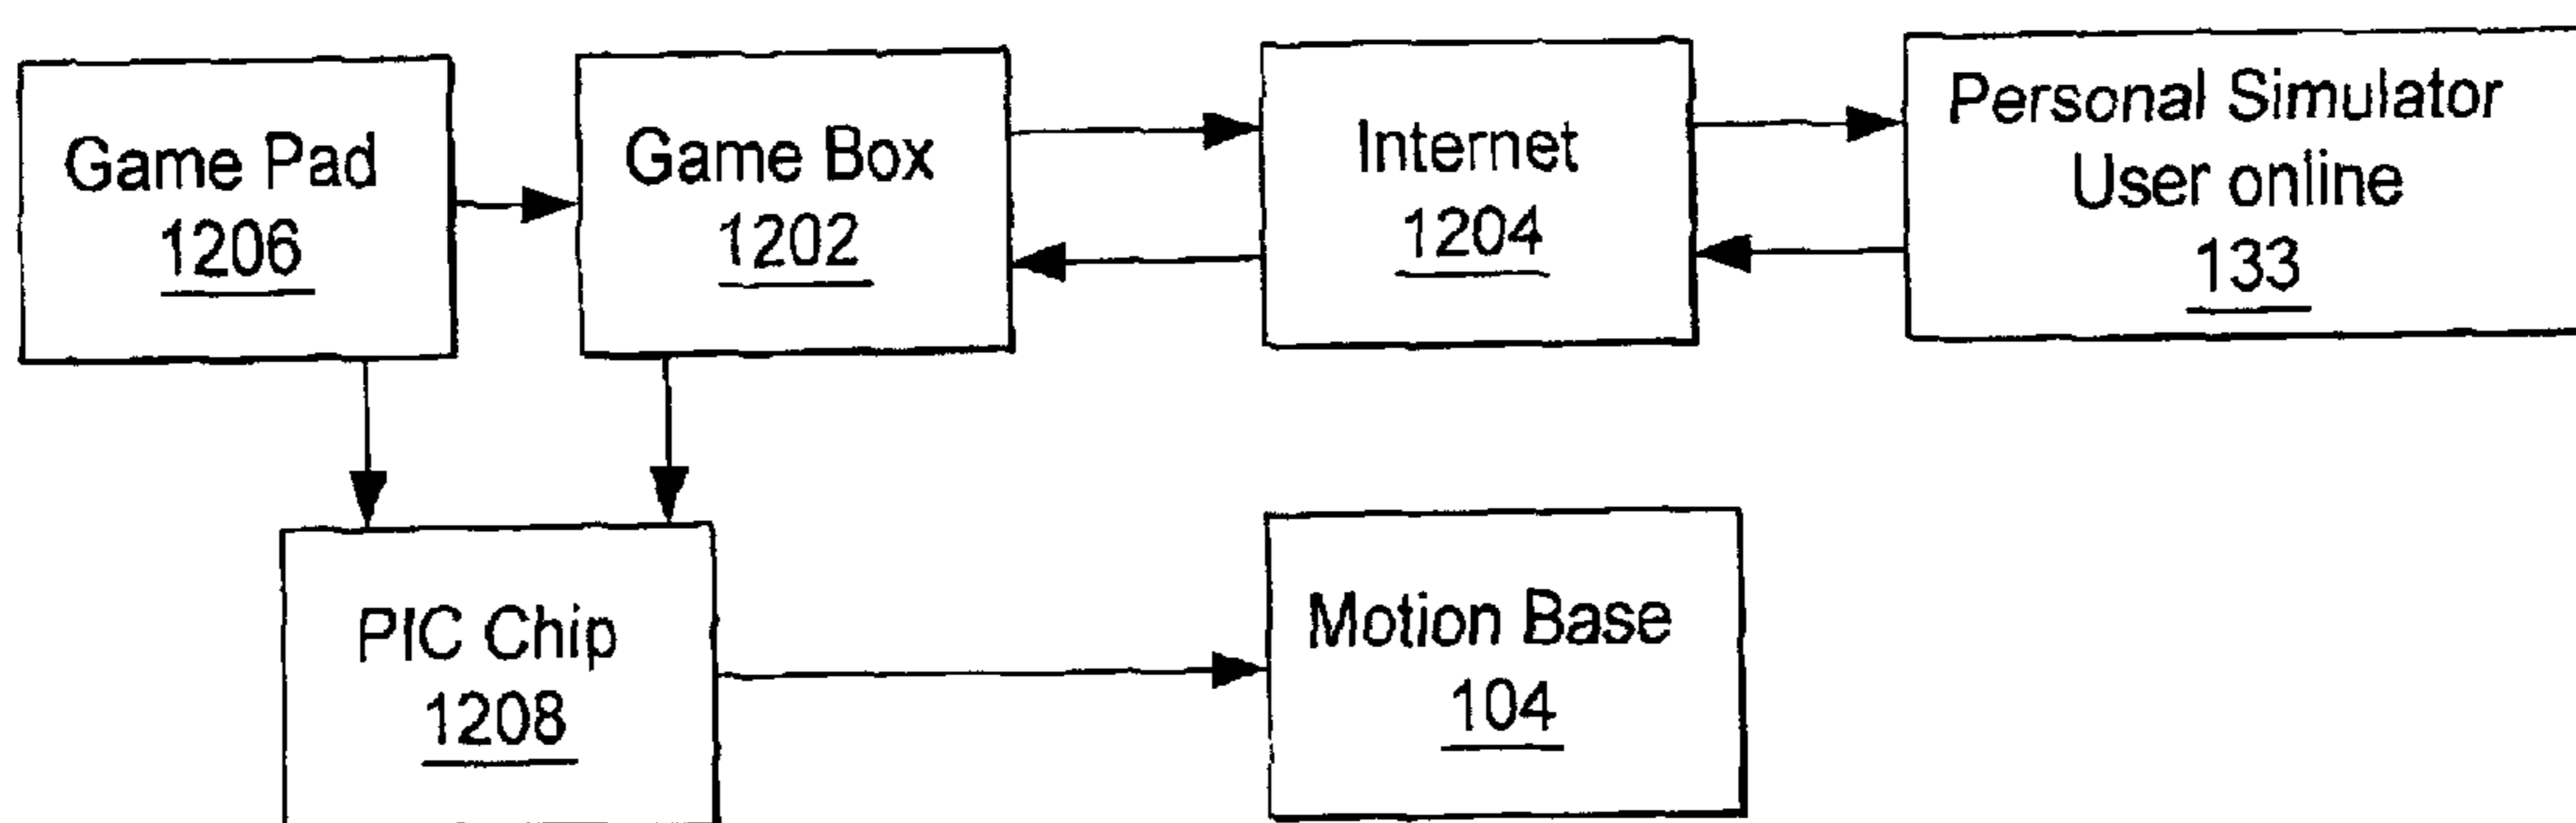 Game Pad
1206
Game Box
1202
Internet
1204
Personal Simulator
User online
133
PIC Chip
1208
Motion Base
104